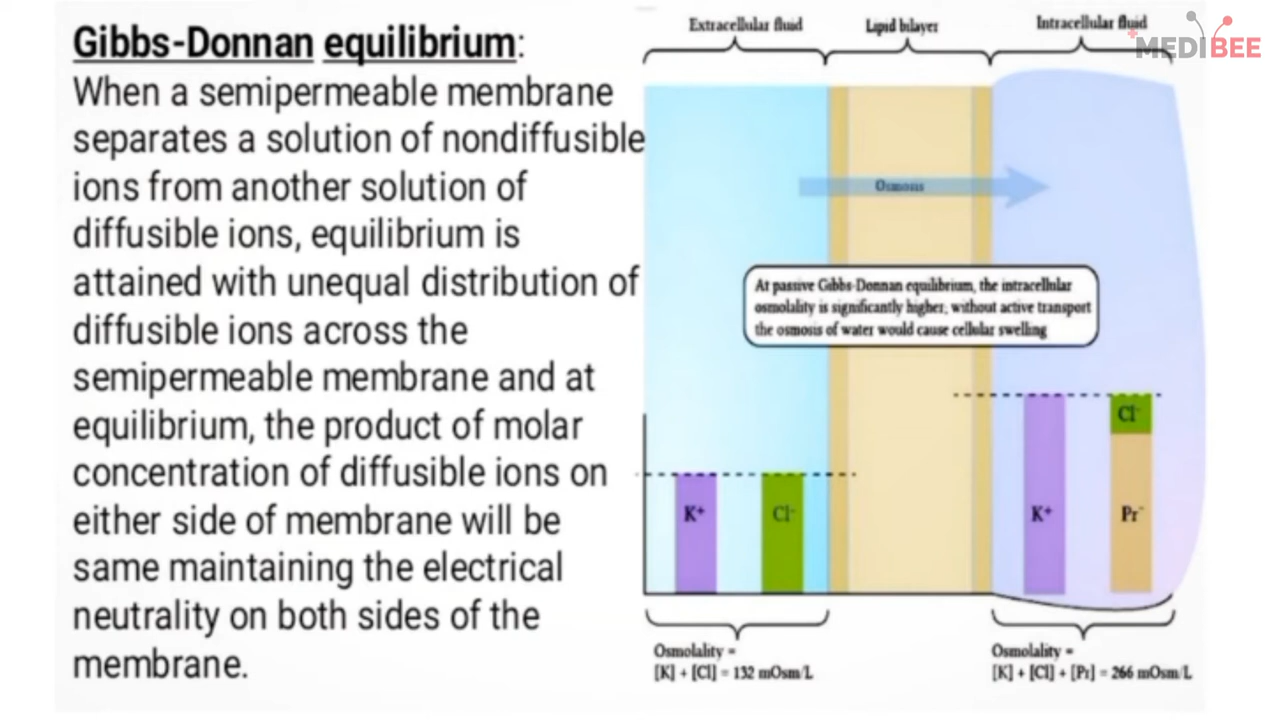 Gibbs-Donnan equilibrium:
When a semipermeable membrane
separates a solution of nondiffusible
ions from another solution of
diffusible ions, equilibrium is
attained with unequal distribution of
diffusible ions across the
semipermeable membrane and at
equilibrium, the product of molar
concentration of diffusible ions on
either side of membrane will be
same maintaining the electrical
neutrality on both sides of the
membrane.
Extracellular fluid
Lipid bilayer
Intracellular fluid
MEDIBEE
Osmosis
At passive Gibbs-Donnan equilibrium, the intracellular
osmolality is significantly higher; without active transport
the osmosis of water would cause cellular swelling
K⁺
Cl⁻
K⁺
Cl⁻
Pr⁻
Osmolality =
[K] + [Cl] = 132 mOsm/L
Osmolality =
[K] + [Cl] + [Pr] = 266 mOsm/L